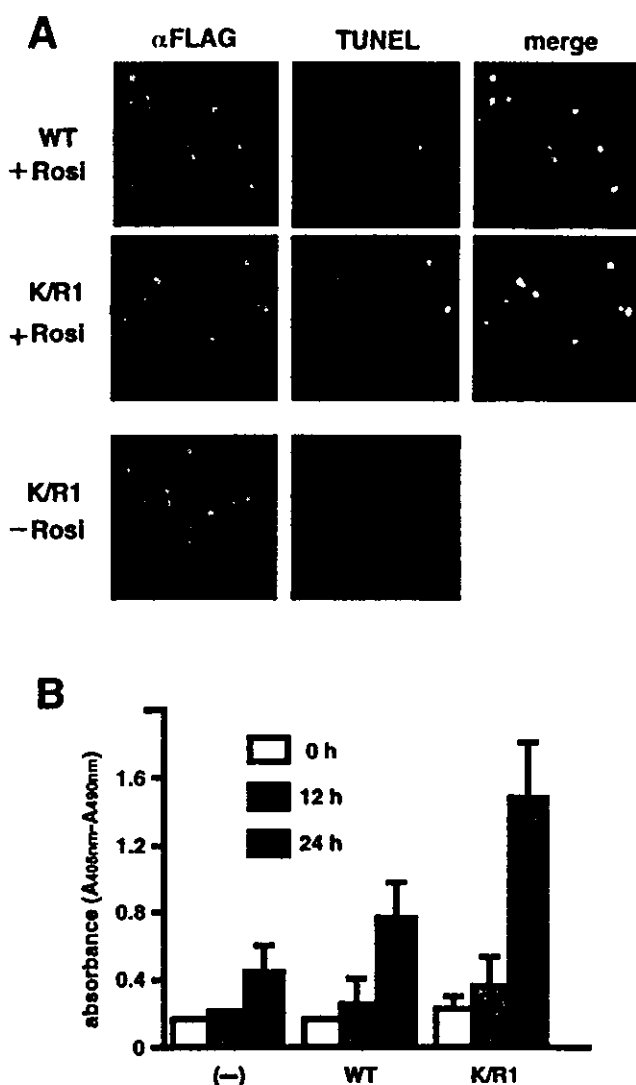 A
αFLAG TUNEL merge
WT
+Rosi
K/R1
+Rosi
K/R1
−Rosi
B
absorbance (A405nm-A490nm)
1.6
1.2
0.8
0.4
0
0 h
12 h
24 h
(—) WT K/R1